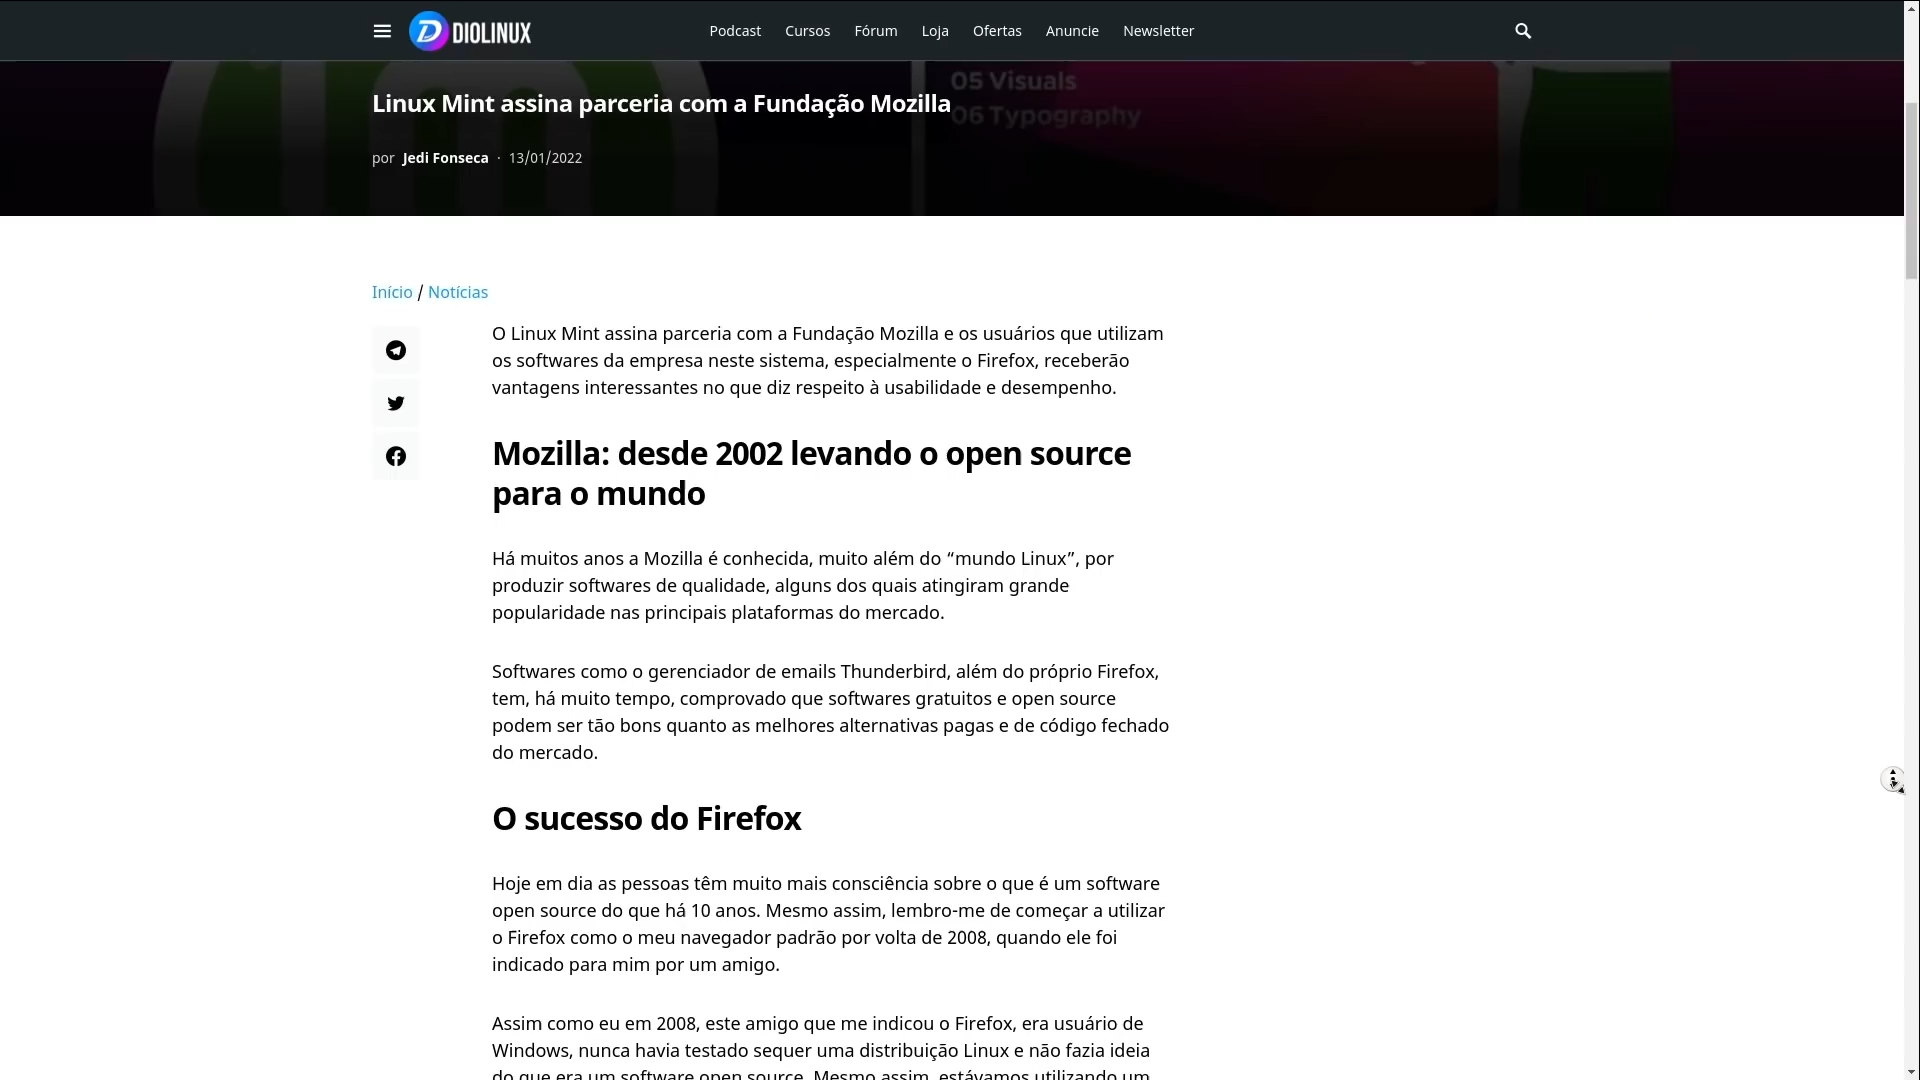 DIOLINUX
Podcast Cursos Fórum Loja Ofertas Anuncie Newsletter
05 Visuals
06 Typography
Linux Mint assina parceria com a Fundação Mozilla
por Jedi Fonseca · 13/01/2022
Início / Notícias
O Linux Mint assina parceria com a Fundação Mozilla e os usuários que utilizam
os softwares da empresa neste sistema, especialmente o Firefox, receberão
vantagens interessantes no que diz respeito à usabilidade e desempenho.
Mozilla: desde 2002 levando o open source
para o mundo
Há muitos anos a Mozilla é conhecida, muito além do “mundo Linux”, por
produzir softwares de qualidade, alguns dos quais atingiram grande
popularidade nas principais plataformas do mercado.
Softwares como o gerenciador de emails Thunderbird, além do próprio Firefox,
tem, há muito tempo, comprovado que softwares gratuitos e open source
podem ser tão bons quanto as melhores alternativas pagas e de código fechado
do mercado.
O sucesso do Firefox
Hoje em dia as pessoas têm muito mais consciência sobre o que é um software
open source do que há 10 anos. Mesmo assim, lembro-me de começar a utilizar
o Firefox como o meu navegador padrão por volta de 2008, quando ele foi
indicado para mim por um amigo.
Assim como eu em 2008, este amigo que me indicou o Firefox, era usuário de
Windows, nunca havia testado sequer uma distribuição Linux e não fazia ideia
do que era um software open source. Mesmo assim, estávamos utilizando um